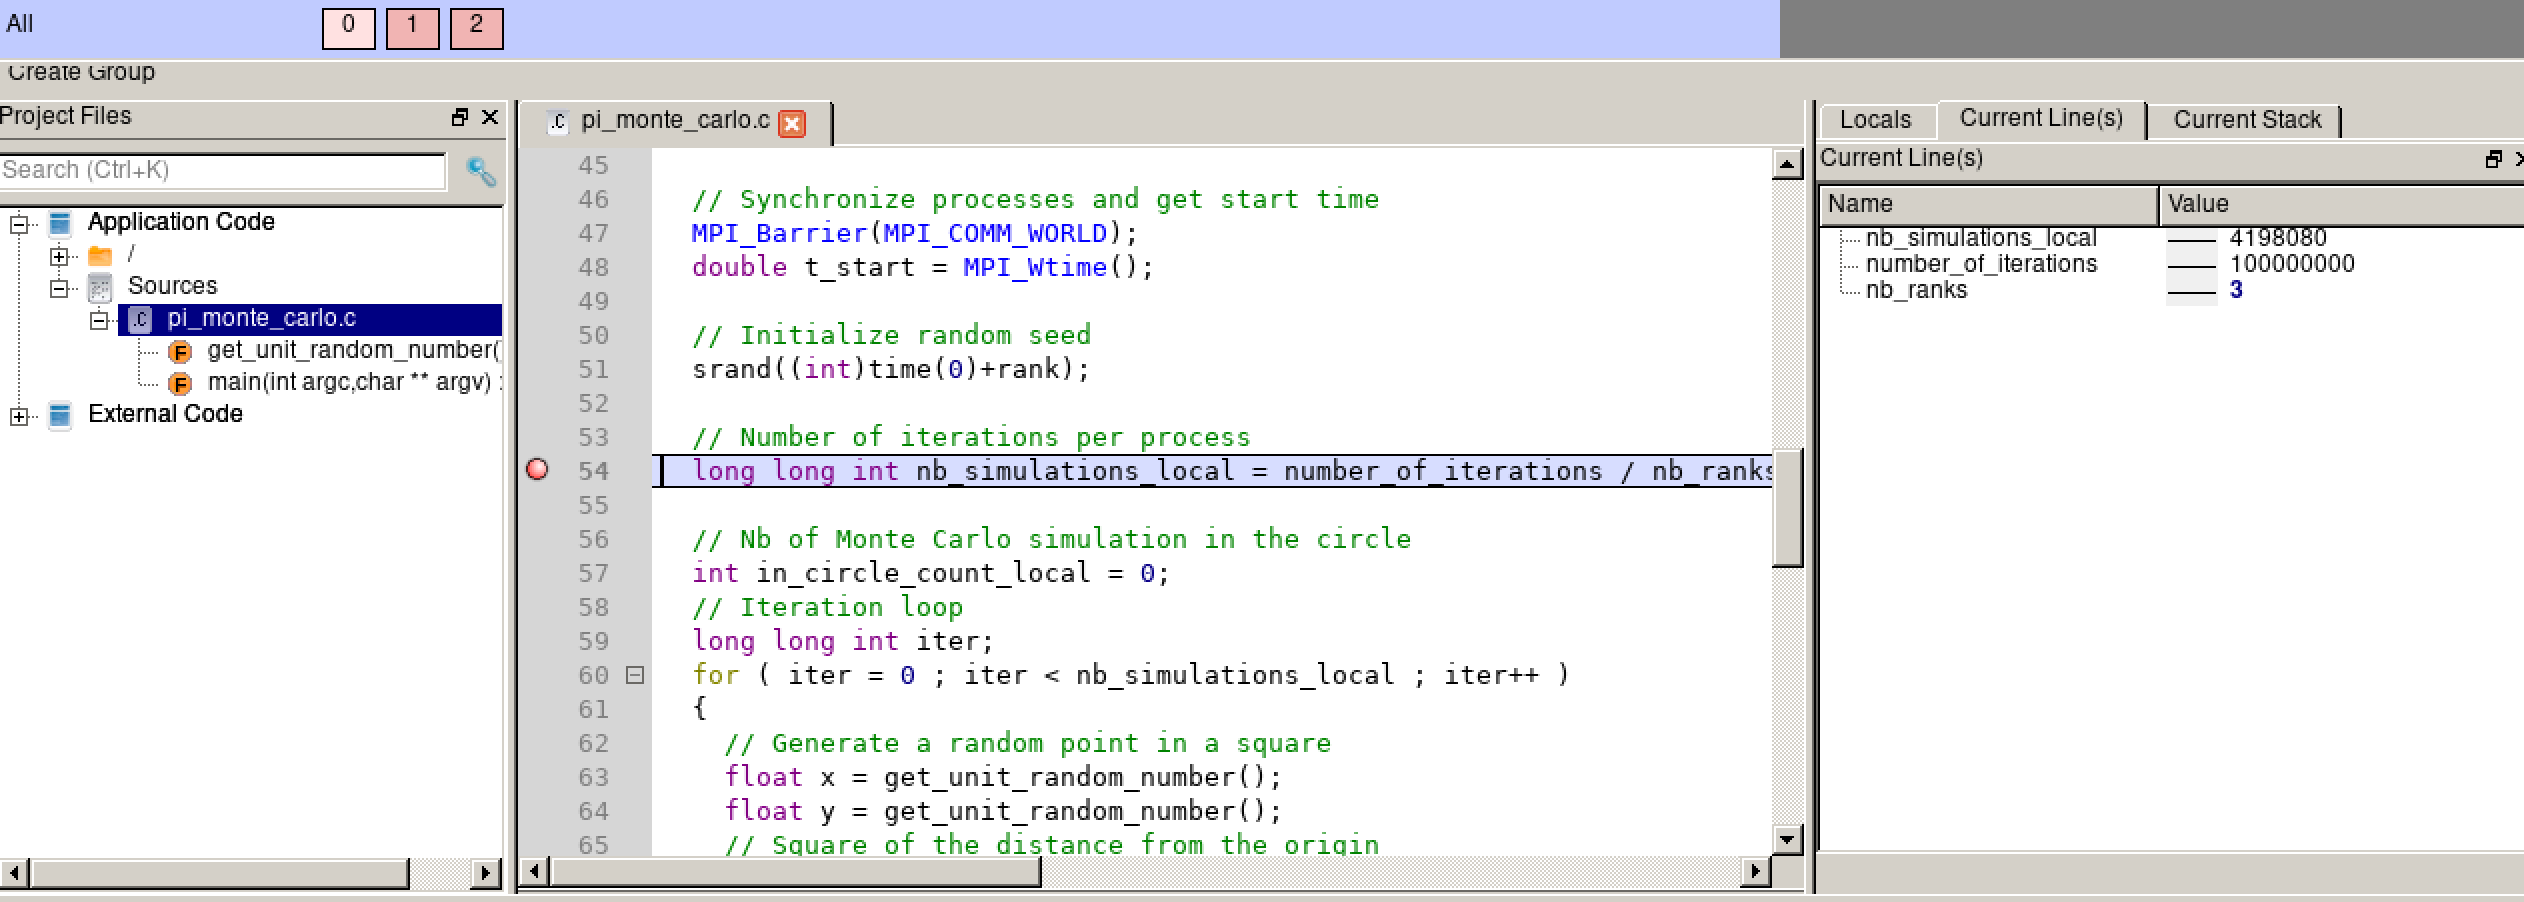 All 0 1 2
Create Group
Project Files
Search (Ctrl+K)
Application Code
/
Sources
pi_monte_carlo.c
get_unit_random_number(
main(int argc,char ** argv) :
External Code
pi_monte_carlo.c
45
46 // Synchronize processes and get start time
47 MPI_Barrier(MPI_COMM_WORLD);
48 double t_start = MPI_Wtime();
49
50 // Initialize random seed
51 srand((int)time(0)+rank);
52
53 // Number of iterations per process
54 long long int nb_simulations_local = number_of_iterations / nb_ranks
55
56 // Nb of Monte Carlo simulation in the circle
57 int in_circle_count_local = 0;
58 // Iteration loop
59 long long int iter;
60 for ( iter = 0 ; iter < nb_simulations_local ; iter++ )
61 {
62 // Generate a random point in a square
63 float x = get_unit_random_number();
64 float y = get_unit_random_number();
65 // Square of the distance from the origin
Locals Current Line(s) Current Stack
Current Line(s)
Name Value
nb_simulations_local 4198080
number_of_iterations 100000000
nb_ranks 3